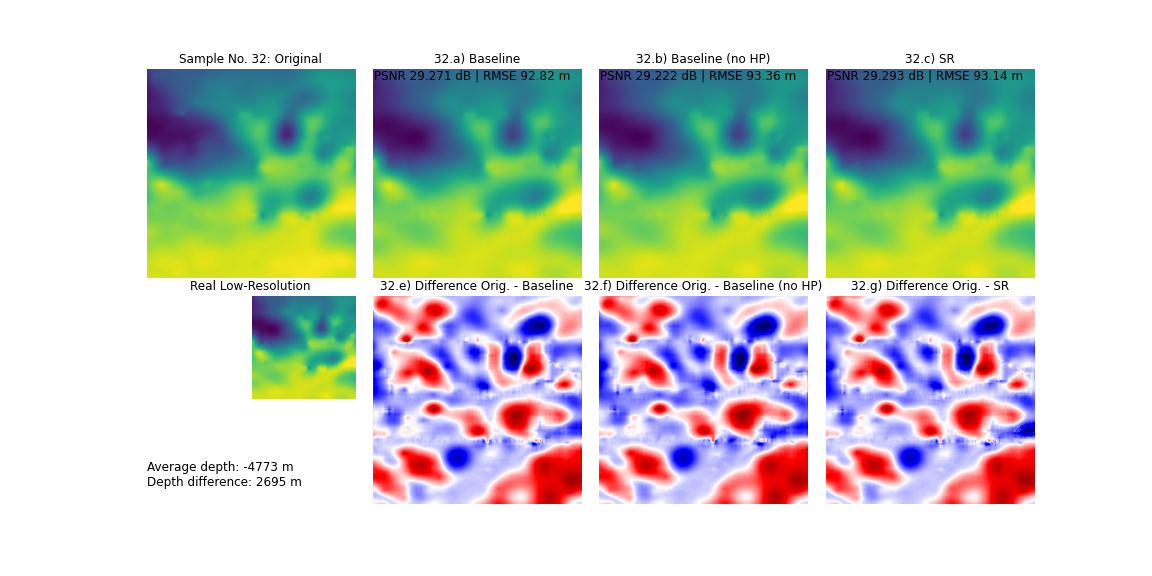 Sample No. 32: Original
32.a) Baseline
32.b) Baseline (no HP)
32.c) SR
PSNR 29.271 dB | RMSE 92.82 m
PSNR 29.222 dB | RMSE 93.36 m
PSNR 29.293 dB | RMSE 93.14 m
Real Low-Resolution
32.e) Difference Orig. - Baseline
32.f) Difference Orig. - Baseline (no HP)
32.g) Difference Orig. - SR
Average depth: -4773 m
Depth difference: 2695 m